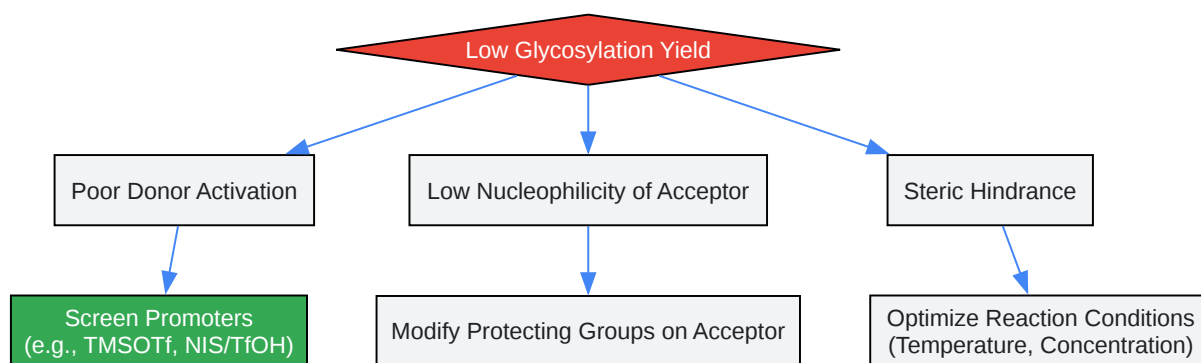 Low Glycosylation Yield
Poor Donor Activation
Low Nucleophilicity of Acceptor
Steric Hindrance
Screen Promoters
(e.g., TMSOTf, NIS/TfOH)
Modify Protecting Groups on Acceptor
Optimize Reaction Conditions
(Temperature, Concentration)